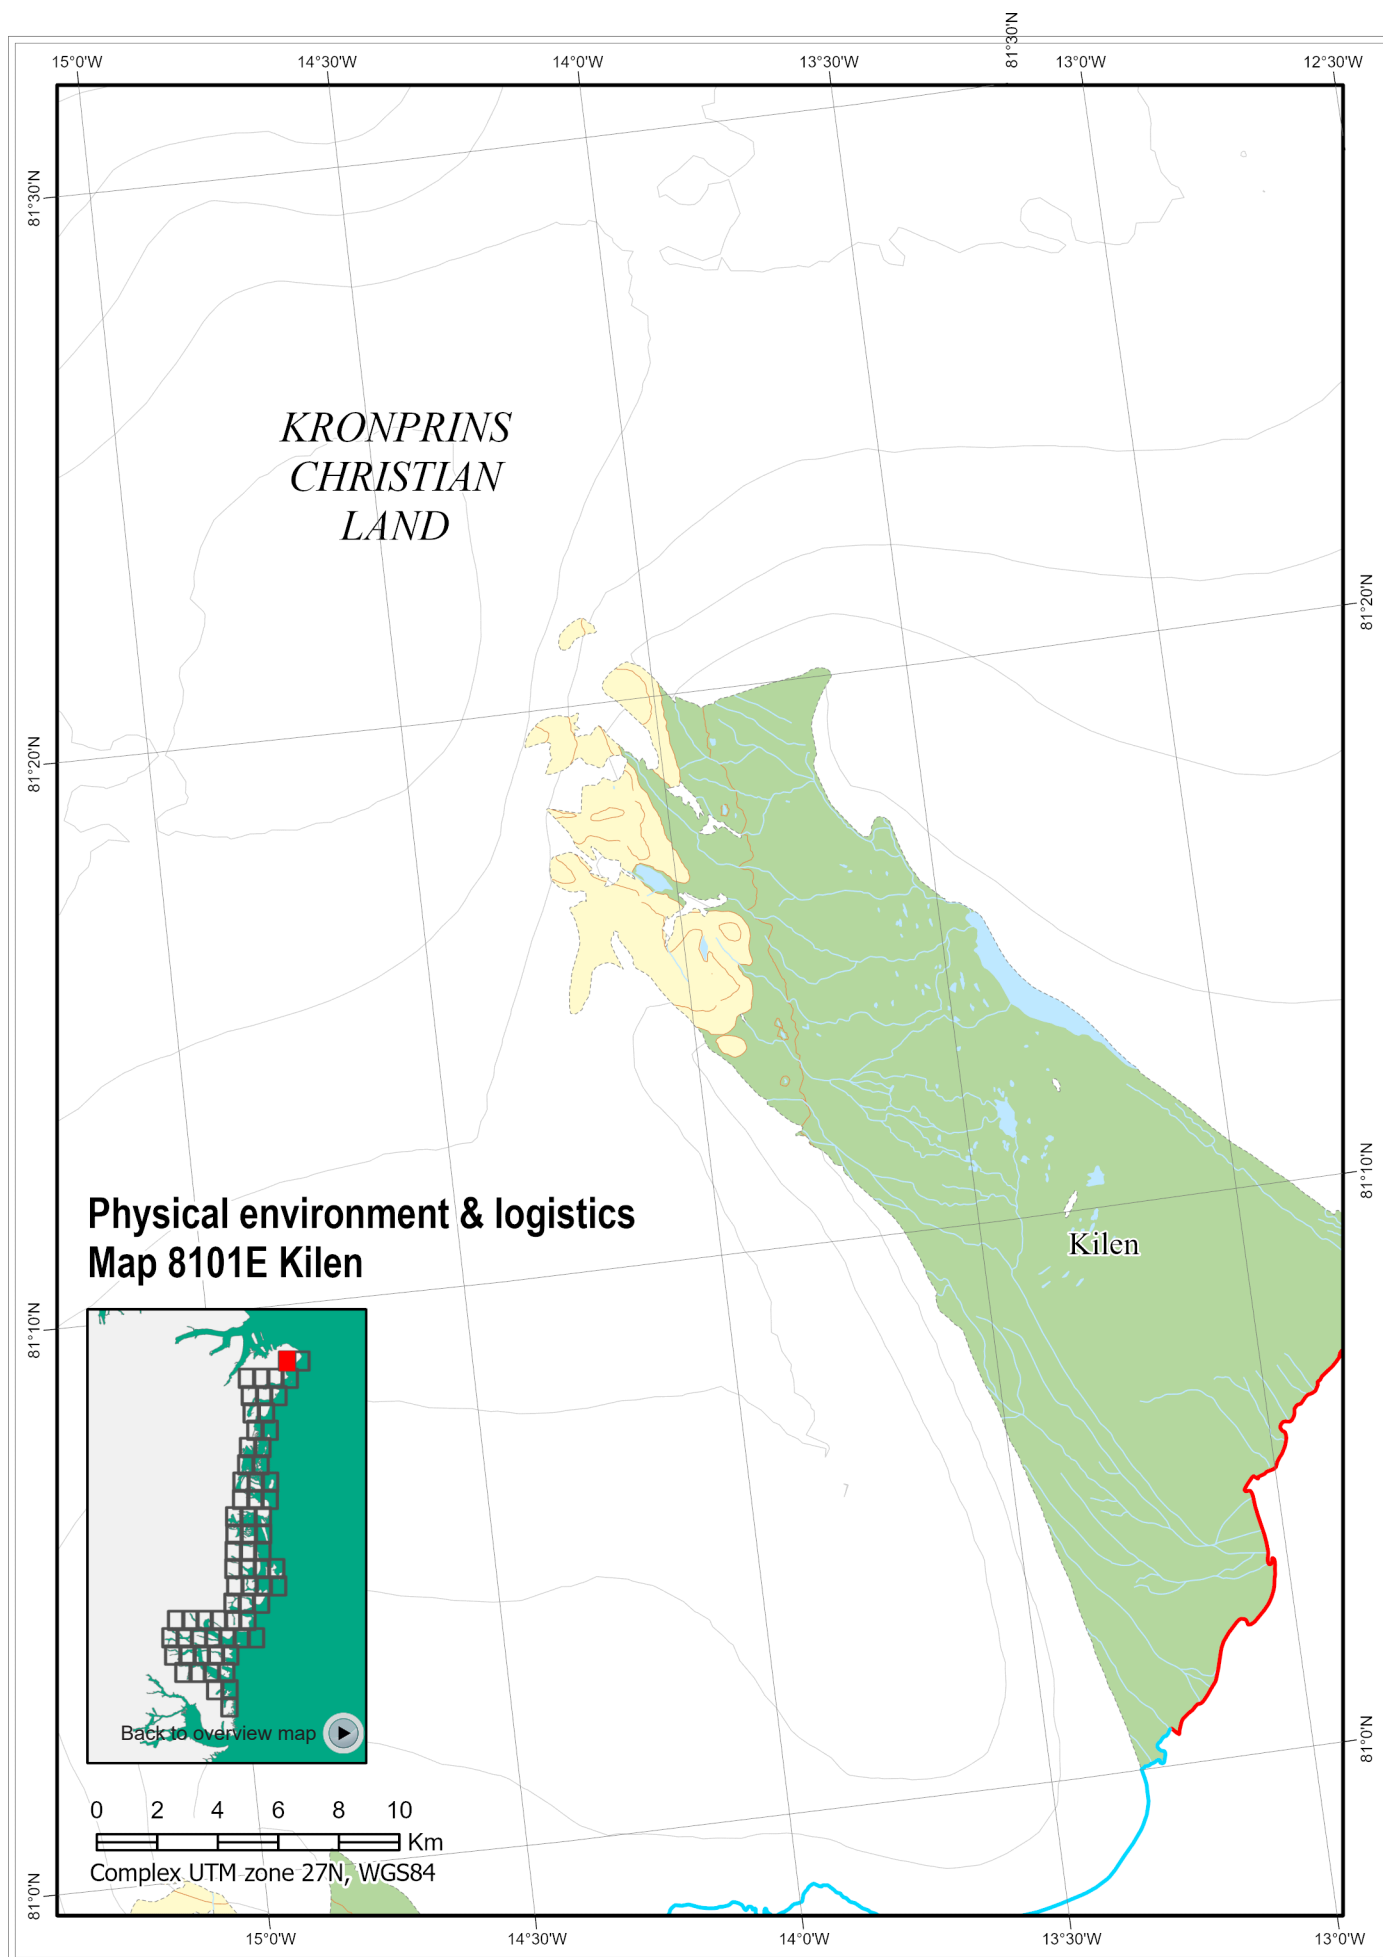 81°30'N
15°0'W 14°30'W 14°0'W 13°30'W 13°0'W 12°30'W
81°30'N
KRONPRINS
CHRISTIAN
LAND
81°20'N
81°20'N
81°10'N
Physical environment & logistics
Map 8101E Kilen
Kilen
81°10'N
Back to overview map
81°0'N
0 2 4 6 8 10
Km
Complex UTM zone 27N, WGS84
81°0'N
15°0'W 14°30'W 14°0'W 13°30'W 13°0'W